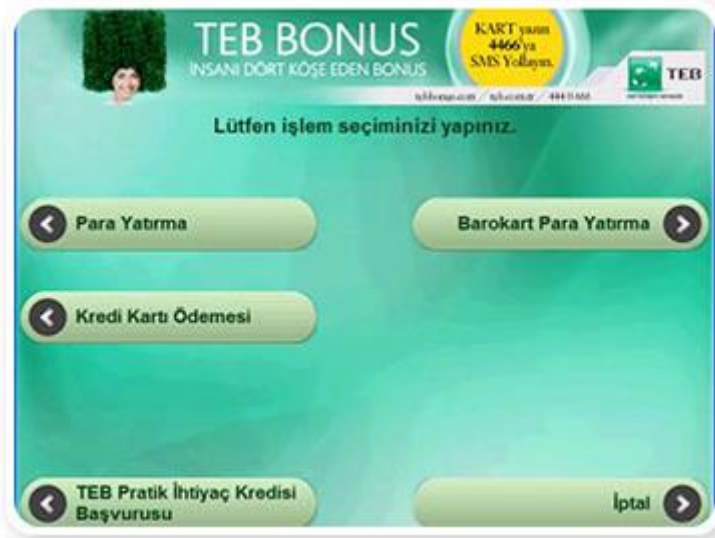 TEB BONUS
İNSANI DÖRT KÖŞE EDEN BONUS
KART yazın
4466'ya
SMS Yollayın.
TEB
Lütfen işlem seçiminizi yapınız.
Para Yatırma
Barokart Para Yatırma
Kredi Kartı Ödemesi
TEB Pratik İhtiyaç Kredisi
Başvurusu
İptal